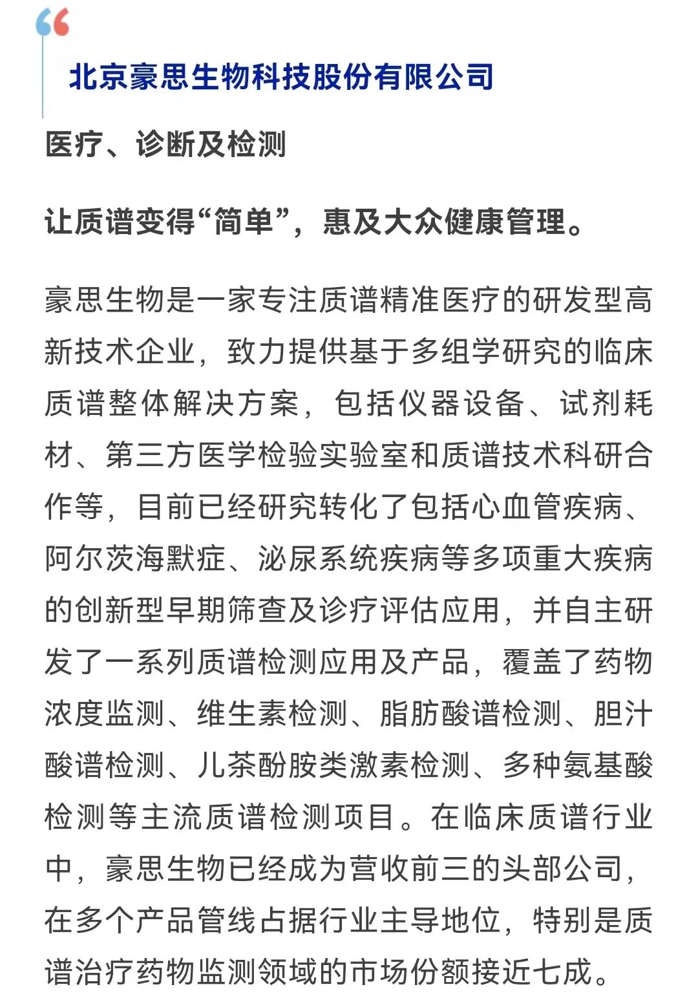 北京豪思生物科技股份有限公司
医疗、诊断及检测
让质谱变得“简单”，惠及大众健康管理。
豪思生物是一家专注质谱精准医疗的研发型高
新技术企业，致力提供基于多组学研究的临床
质谱整体解决方案，包括仪器设备、试剂耗
材、第三方医学检验实验室和质谱技术科研合
作等，目前已经研究转化了包括心血管疾病、
阿尔茨海默症、泌尿系统疾病等多项重大疾病
的创新型早期筛查及诊疗评估应用，并自主研
发了一系列质谱检测应用及产品，覆盖了药物
浓度监测、维生素检测、脂肪酸谱检测、胆汁
酸谱检测、儿茶酚胺类激素检测、多种氨基酸
检测等主流质谱检测项目。在临床质谱行业
中，豪思生物已经成为营收前三的头部公司，
在多个产品管线占据行业主导地位，特别是质
谱治疗药物监测领域的市场份额接近七成。